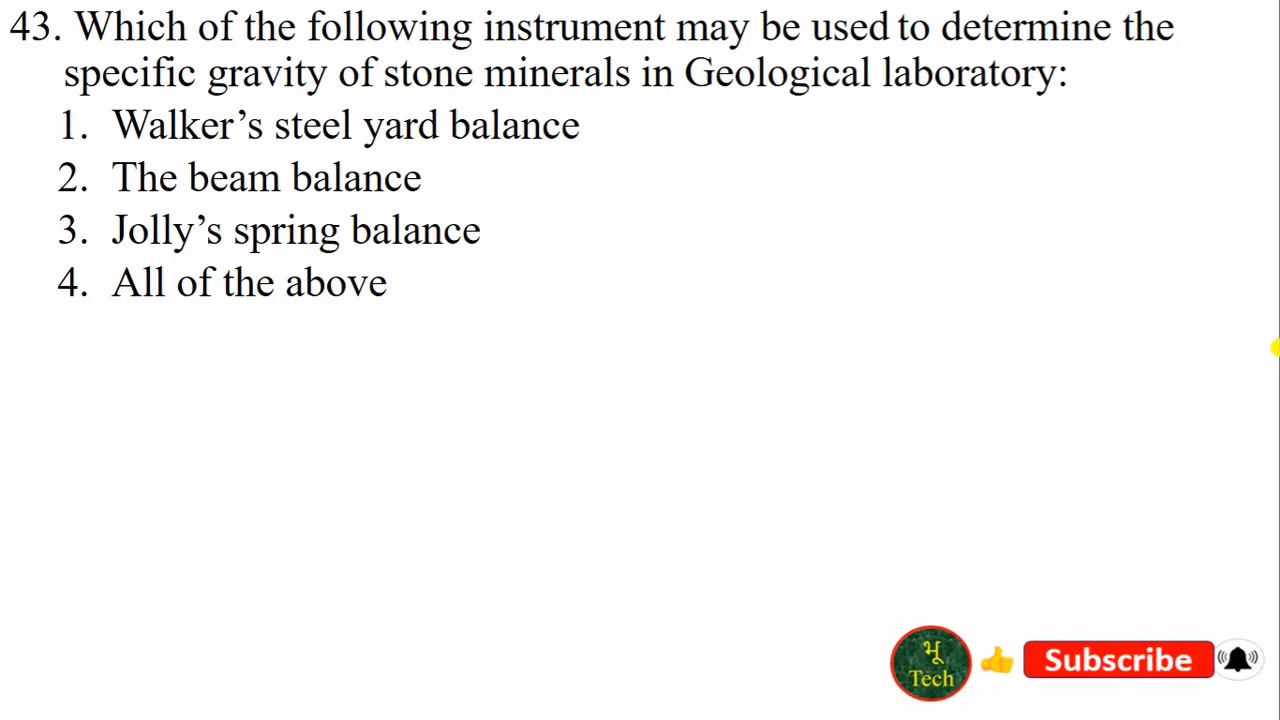 43. Which of the following instrument may be used to determine the
specific gravity of stone minerals in Geological laboratory:
1. Walker’s steel yard balance
2. The beam balance
3. Jolly’s spring balance
4. All of the above
भू
Tech
Subscribe